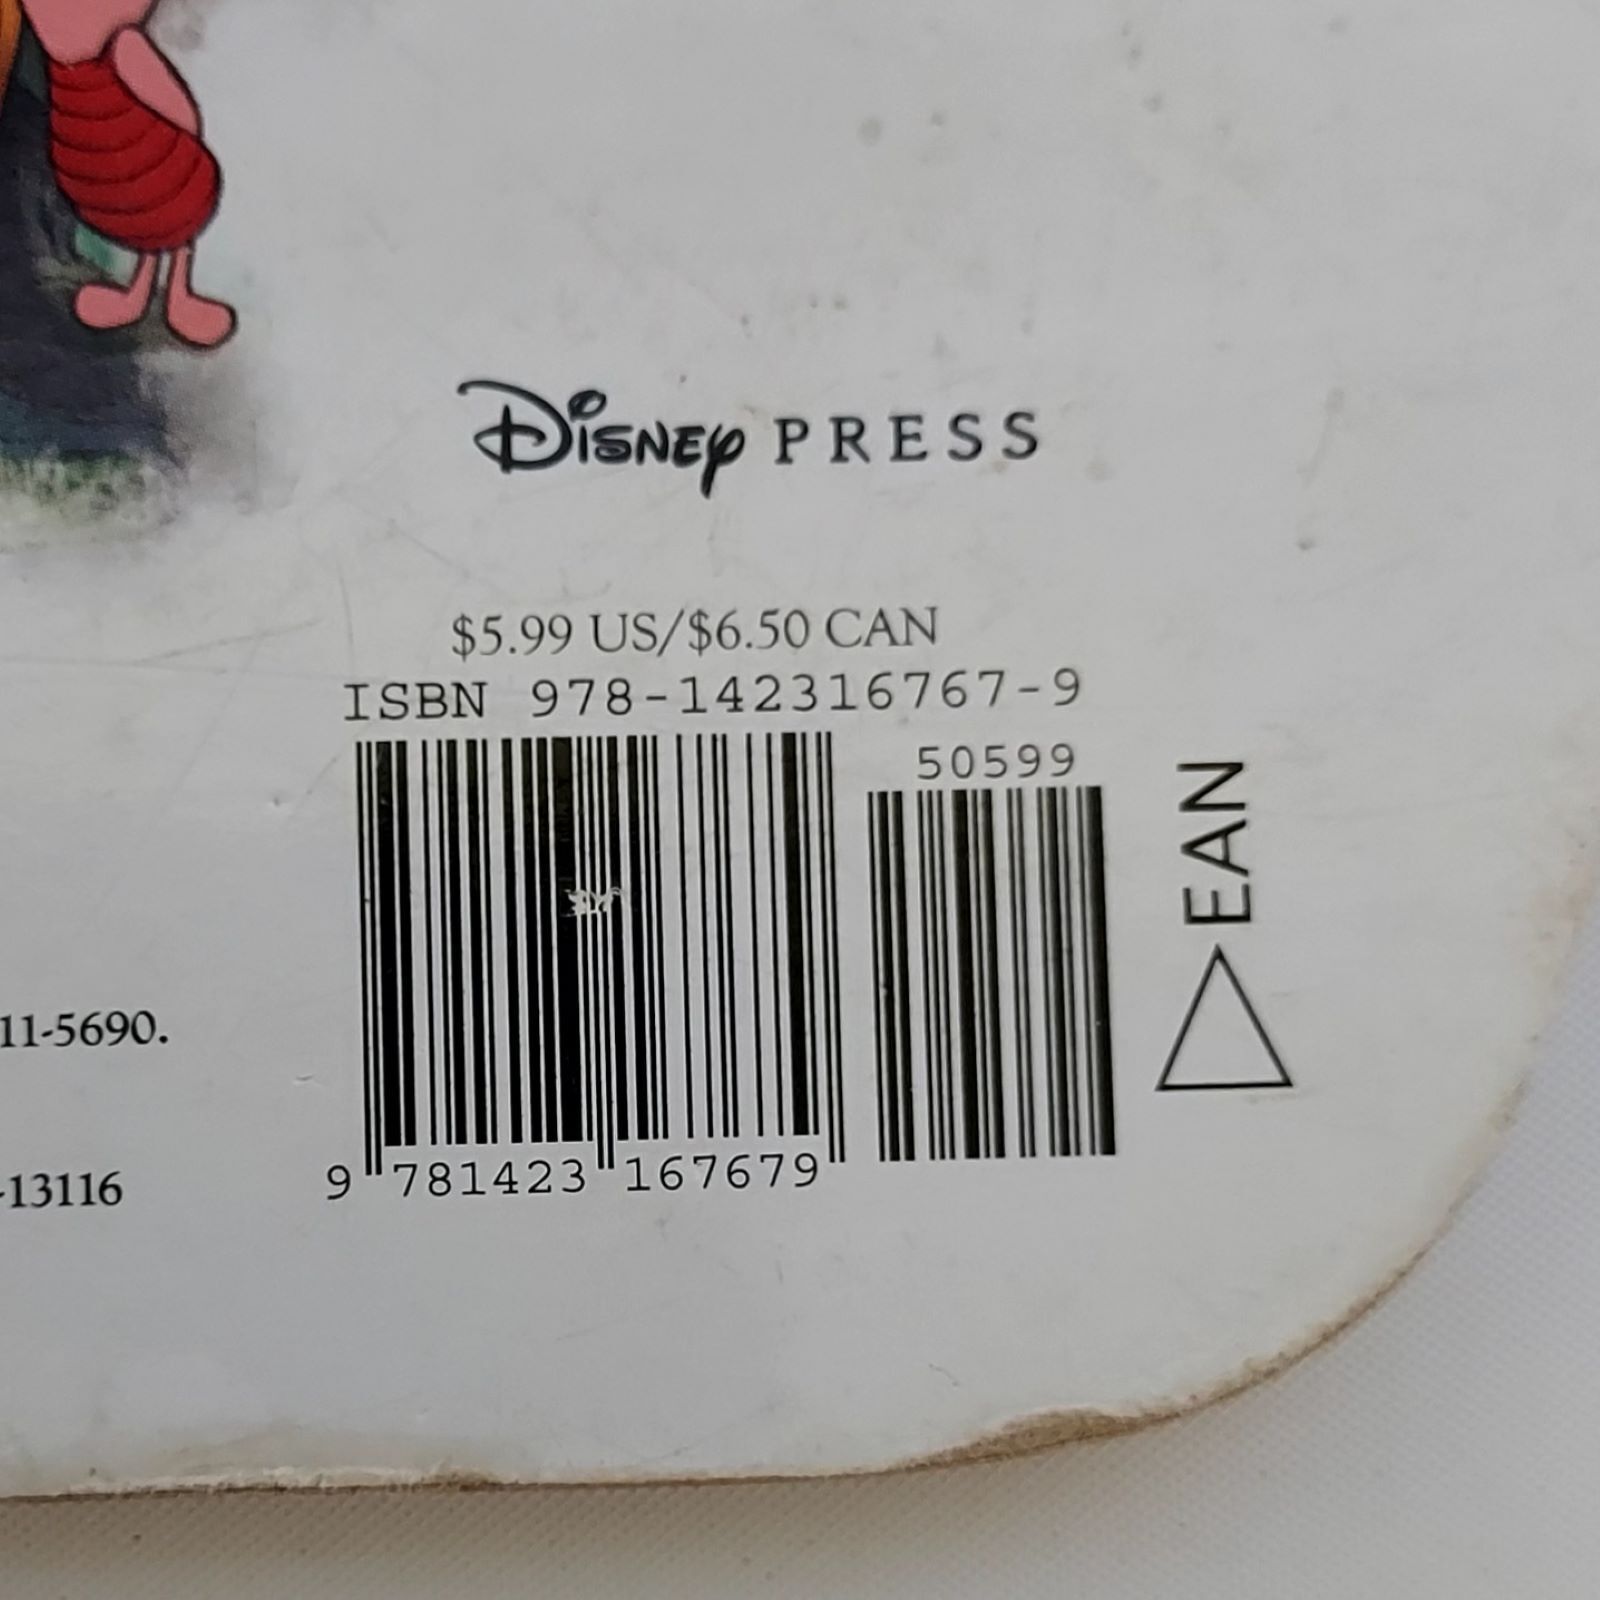 Disney PRESS
$5.99 US/$6.50 CAN
ISBN 978-142316767-9
50599
EAN
11-5690.
-13116
9 781423 167679